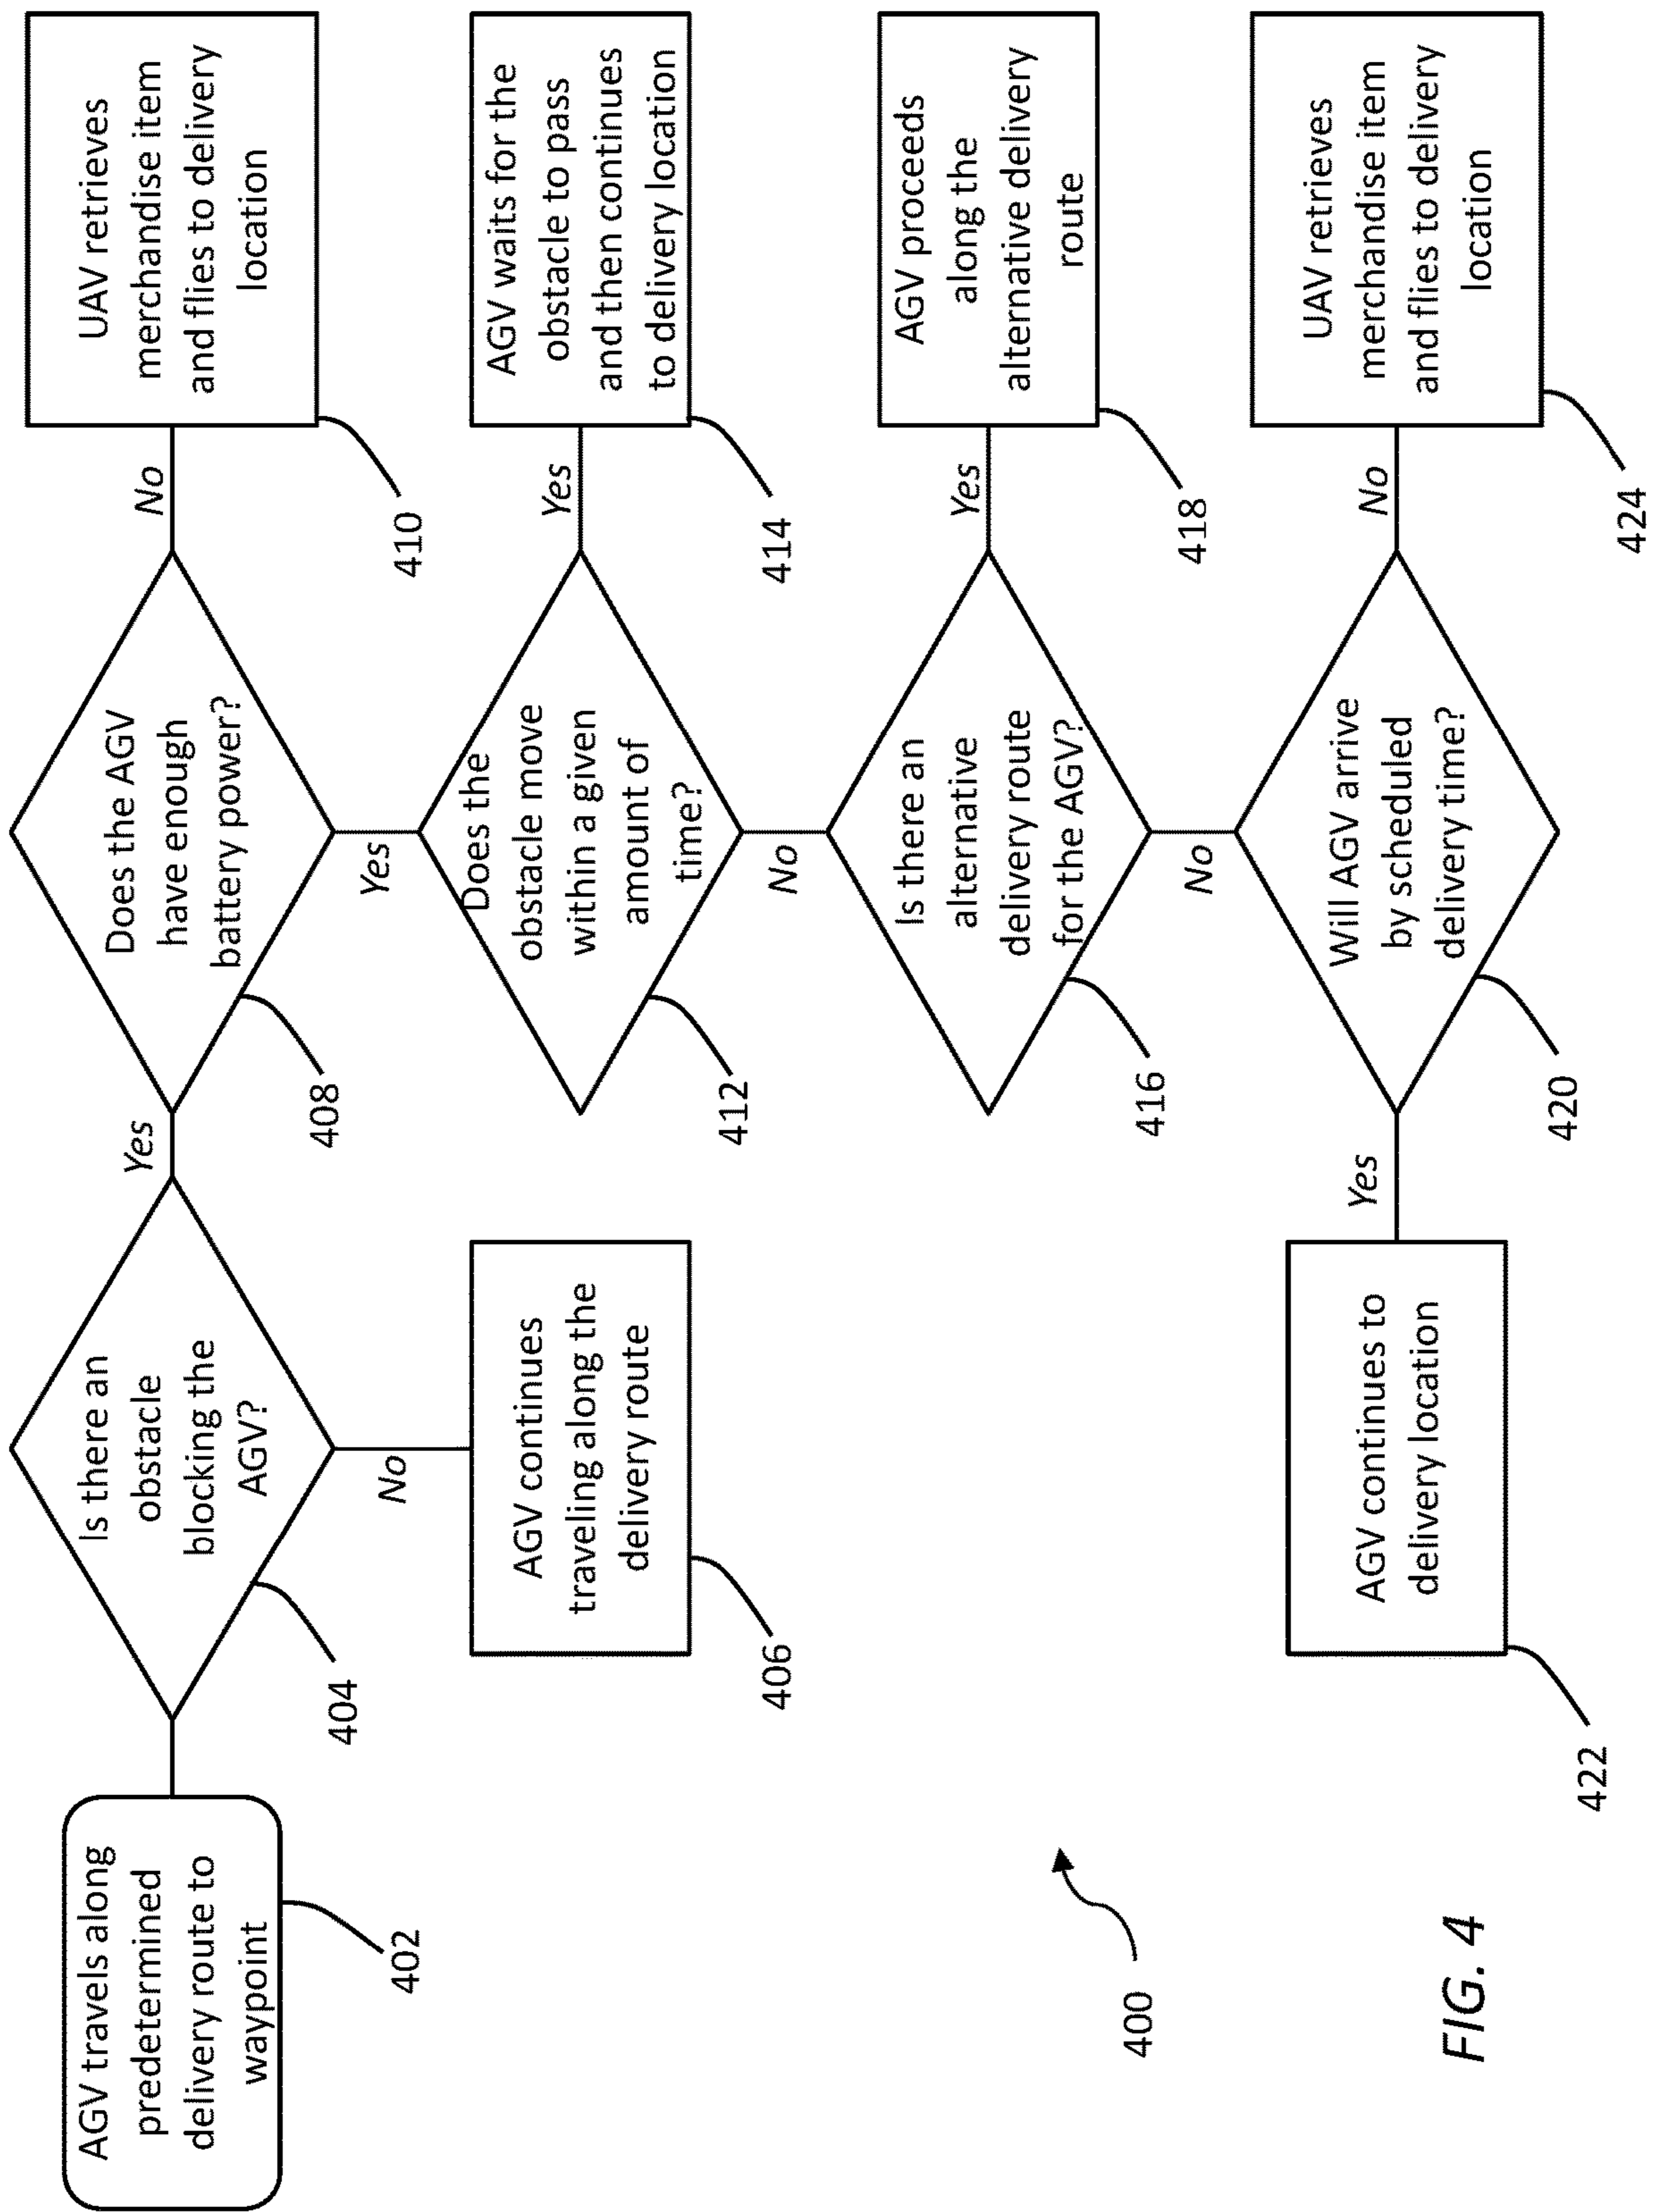 AGV travels along
predetermined
delivery route to
waypoint
402
Is there an
obstacle
blocking the
AGV?
404
Yes
No
AGV continues
traveling along the
delivery route
406
Does the AGV
have enough
battery power?
408
No
Yes
UAV retrieves
merchandise item
and flies to delivery
location
410
Does the
obstacle move
within a given
amount of
time?
412
Yes
No
AGV waits for the
obstacle to pass
and then continues
to delivery location
414
Is there an
alternative
delivery route
for the AGV?
416
Yes
No
AGV proceeds
along the
alternative delivery
route
418
Will AGV arrive
by scheduled
delivery time?
420
Yes
No
AGV continues to
delivery location
422
UAV retrieves
merchandise item
and flies to delivery
location
424
400
FIG. 4